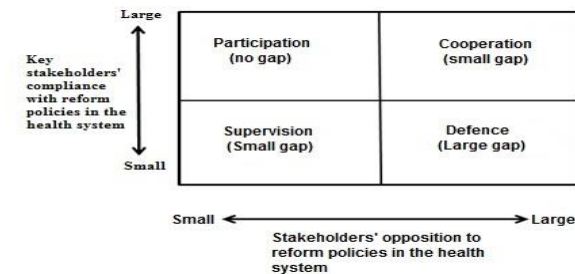 Large
Key
stakeholders'
compliance
with reform
policies in the
health system
Small
Participation
(no gap)
Cooperation
(small gap)
Supervision
(Small gap)
Defence
(Large gap)
Small
Large
Stakeholders' opposition to
reform policies in the health
system